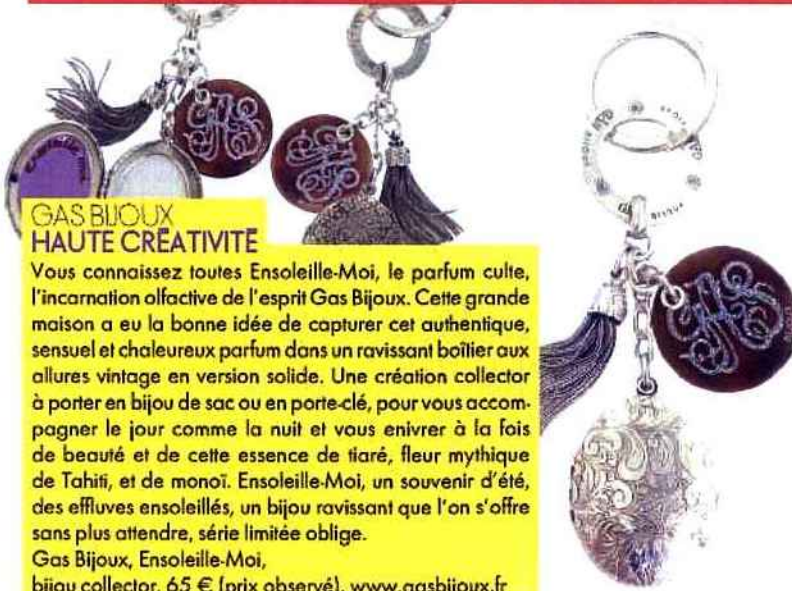 GAS BIJOUX
HAUTE CRÉATIVITÉ
Vous connaissez toutes Ensoleille-Moi, le parfum culte,
l'incarnation olfactive de l'esprit Gas Bijoux. Cette grande
maison a eu la bonne idée de capturer cet authentique,
sensuel et chaleureux parfum dans un ravissant boîtier aux
allures vintage en version solide. Une création collector
à porter en bijou de sac ou en porte-clé, pour vous accom-
pagner le jour comme la nuit et vous enivrer à la fois
de beauté et de cette essence de tiaré, fleur mythique
de Tahiti, et de monoï. Ensoleille-Moi, un souvenir d'été,
des effluves ensoleillés, un bijou ravissant que l'on s'offre
sans plus attendre, série limitée oblige.
Gas Bijoux, Ensoleille-Moi,
bijou collector, 65 € (prix observé), www.gasbijoux.fr